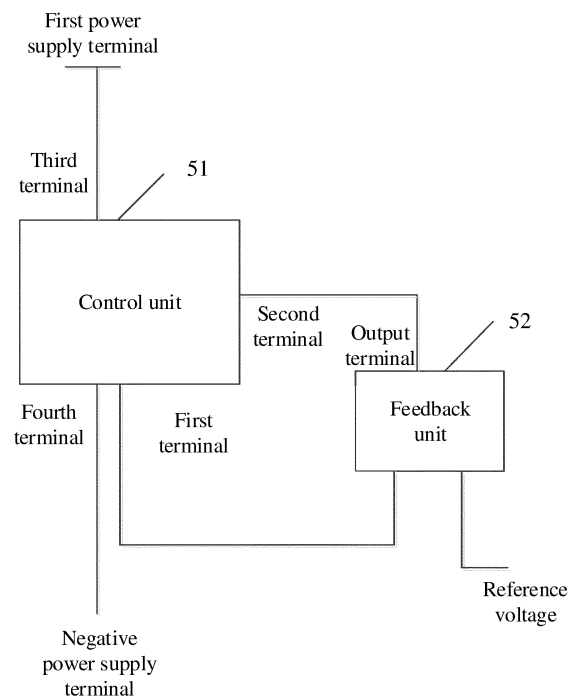 First power
supply terminal
Third
terminal
51
Control unit
Second
terminal
Output
terminal
52
Fourth
terminal
First
terminal
Feedback
unit
Reference
voltage
Negative
power supply
terminal